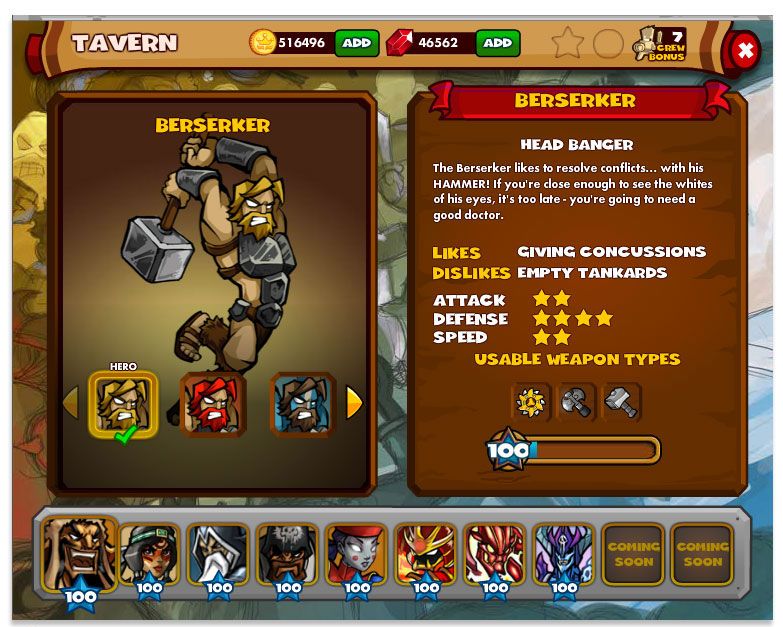 TAVERN
516496 ADD 46562 ADD
7
CREW
BONUS
BERSERKER
HERO
BERSERKER
HEAD BANGER
The Berserker likes to resolve conflicts... with his
HAMMER! If you're close enough to see the whites
of his eyes, it's too late - you're going to need a
good doctor.
LIKES GIVING CONCUSSIONS
DISLIKES EMPTY TANKARDS
ATTACK
DEFENSE
SPEED
USABLE WEAPON TYPES
100
100 100 100 100 100 100 100 100
COMING
SOON
COMING
SOON